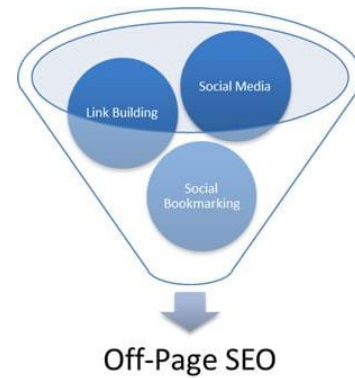 Social Media
Link Building
Social
Bookmarking
Off-Page SEO